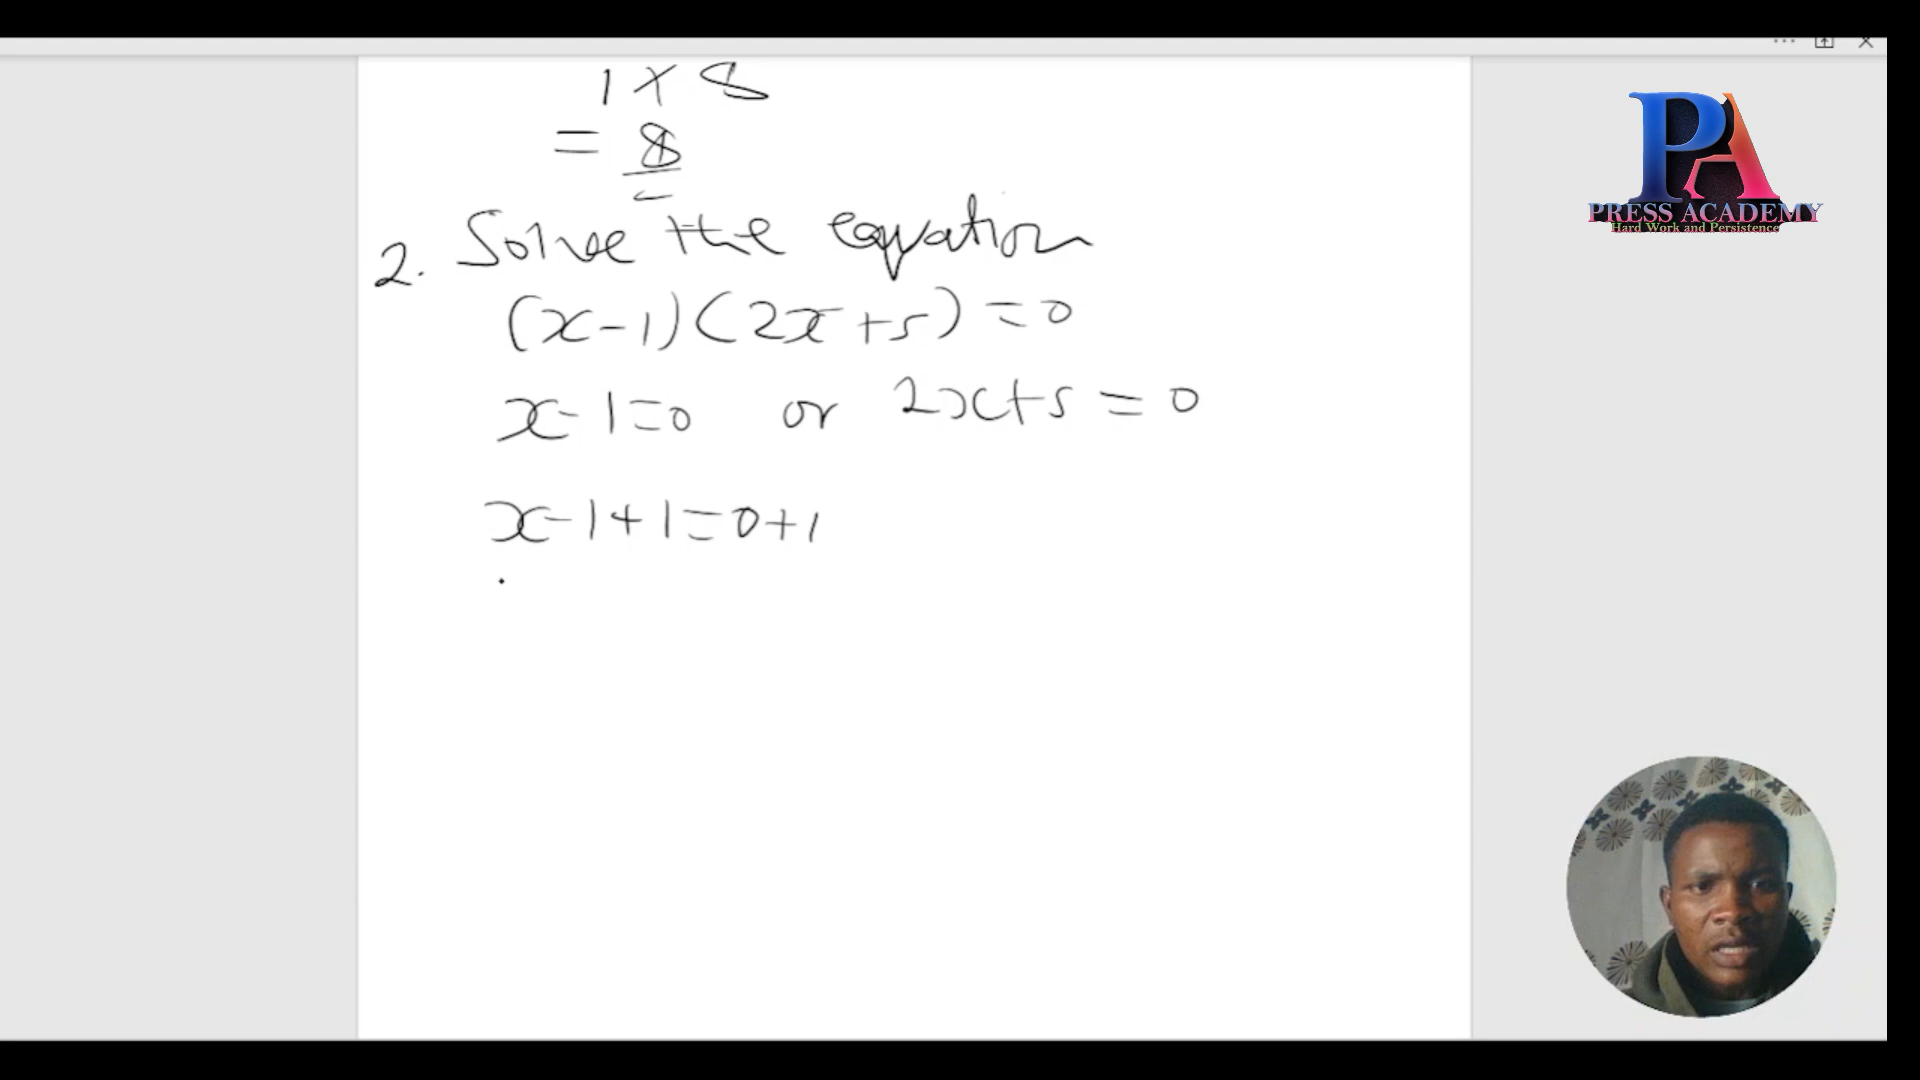 1 x 8
= 8
2. Solve the equation
(x-1)(2x+5)=0
x-1=0 or 2x+5=0
x-1+1=0+1
PA
PRESS ACADEMY
Hard Work and Persistence